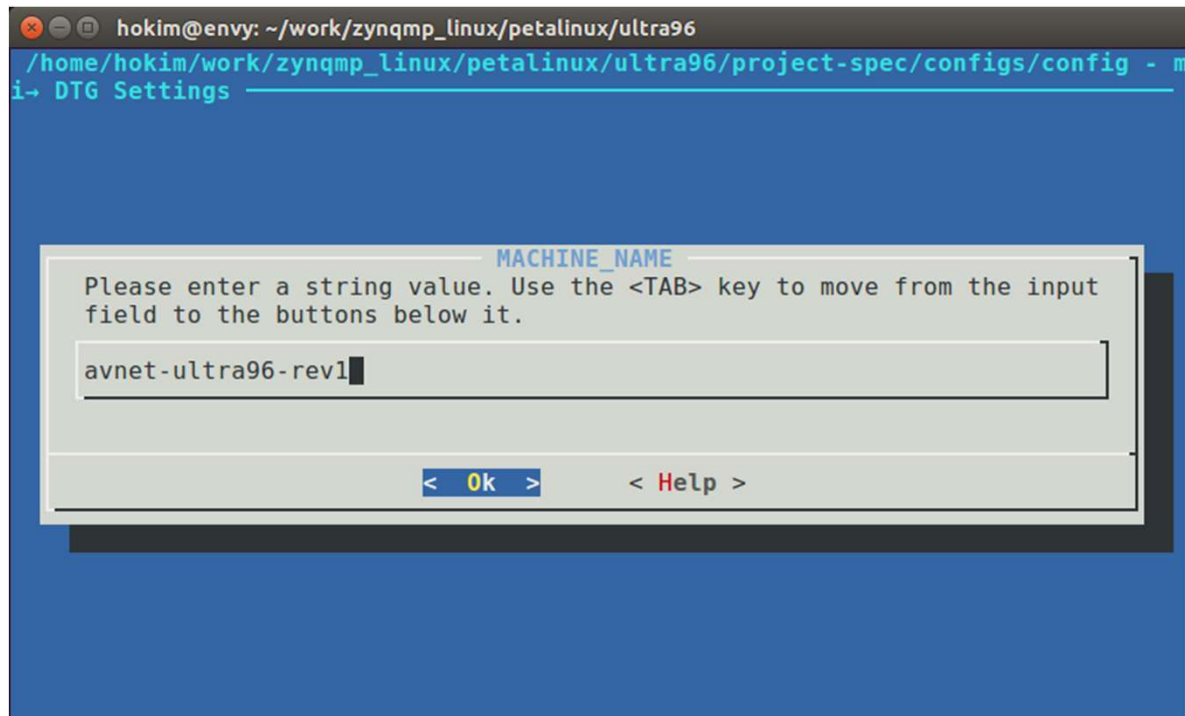 hokim@envy: ~/work/zynqmp_linux/petalinux/ultra96
/home/hokim/work/zynqmp_linux/petalinux/ultra96/project-spec/configs/config - m
i→ DTG Settings
MACHINE_NAME
Please enter a string value. Use the <TAB> key to move from the input
field to the buttons below it.
avnet-ultra96-rev1
< Ok > < Help >